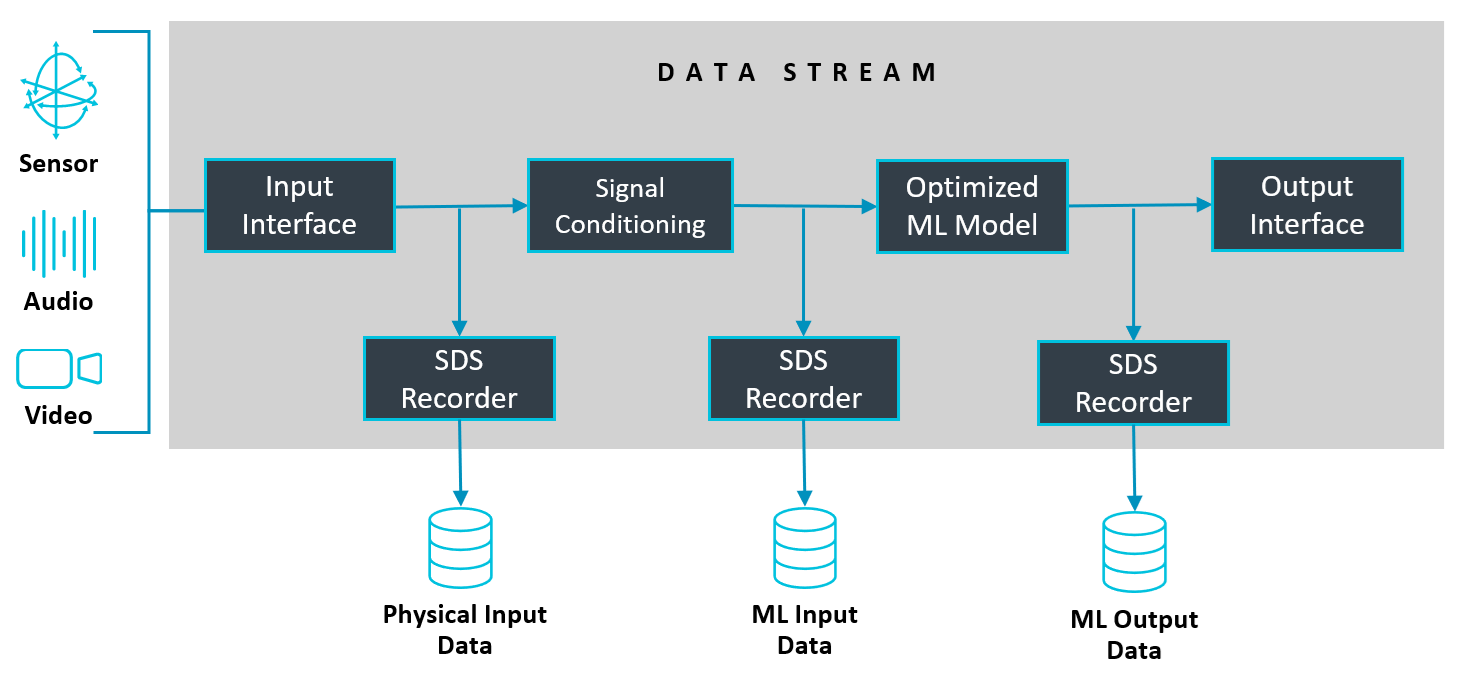 DATA STREAM
Sensor
Audio
Video
Input
Interface
Signal
Conditioning
Optimized
ML Model
Output
Interface
SDS
Recorder
SDS
Recorder
SDS
Recorder
Physical Input
Data
ML Input
Data
ML Output
Data